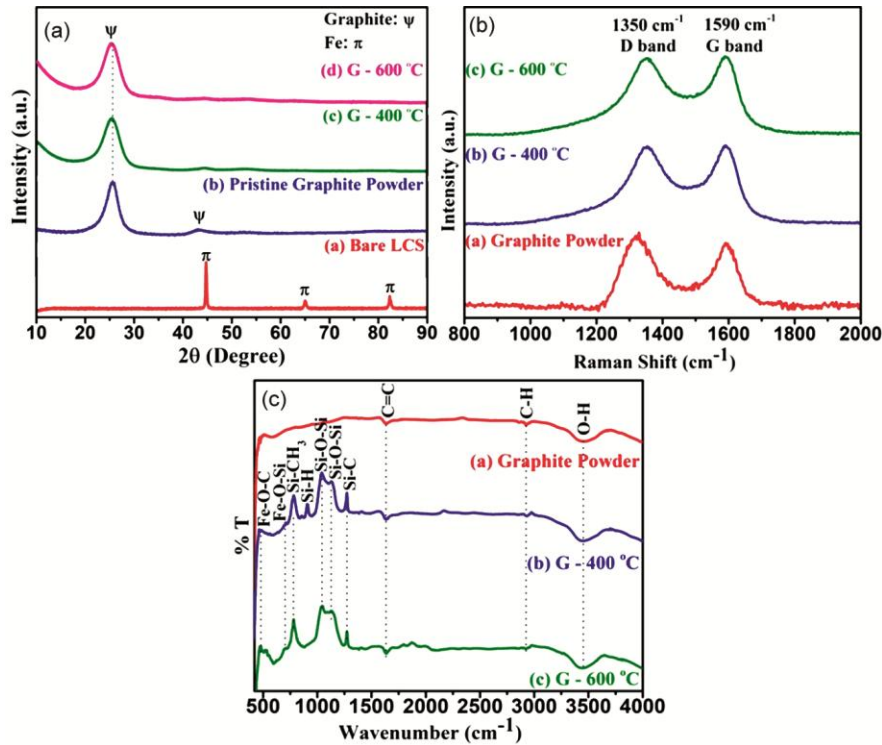 (a)
Graphite: ψ
Fe: π
ψ
(d) G - 600 °C
(c) G - 400 °C
(b) Pristine Graphite Powder
ψ
(a) Bare LCS
π
π
π
10 20 30 40 50 60 70 80 90
2θ (Degree)
Intensity (a.u.)
(b)
1350 cm⁻¹
D band
1590 cm⁻¹
G band
(c) G - 600 °C
(b) G - 400 °C
(a) Graphite Powder
800 1000 1200 1400 1600 1800 2000
Raman Shift (cm⁻¹)
Intensity (a.u.)
(c)
C=C
C-H
O-H
(a) Graphite Powder
Fe-O-C
Fe-O-Si
Si-CH₃
Si-H
Si-O-Si
Si-O-Si
Si-C
(b) G - 400 °C
(c) G - 600 °C
500 1000 1500 2000 2500 3000 3500 4000
Wavenumber (cm⁻¹)
% T